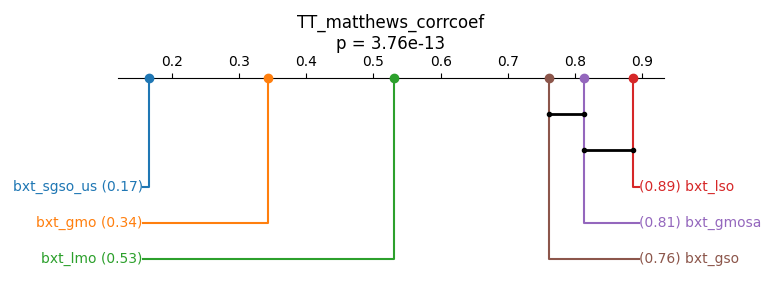 TT_matthews_corrcoef
p = 3.76e-13
0.2 0.3 0.4 0.5 0.6 0.7 0.8 0.9
bxt_sgso_us (0.17) (0.89) bxt_lso
bxt_gmo (0.34) (0.81) bxt_gmosa
bxt_lmo (0.53) (0.76) bxt_gso